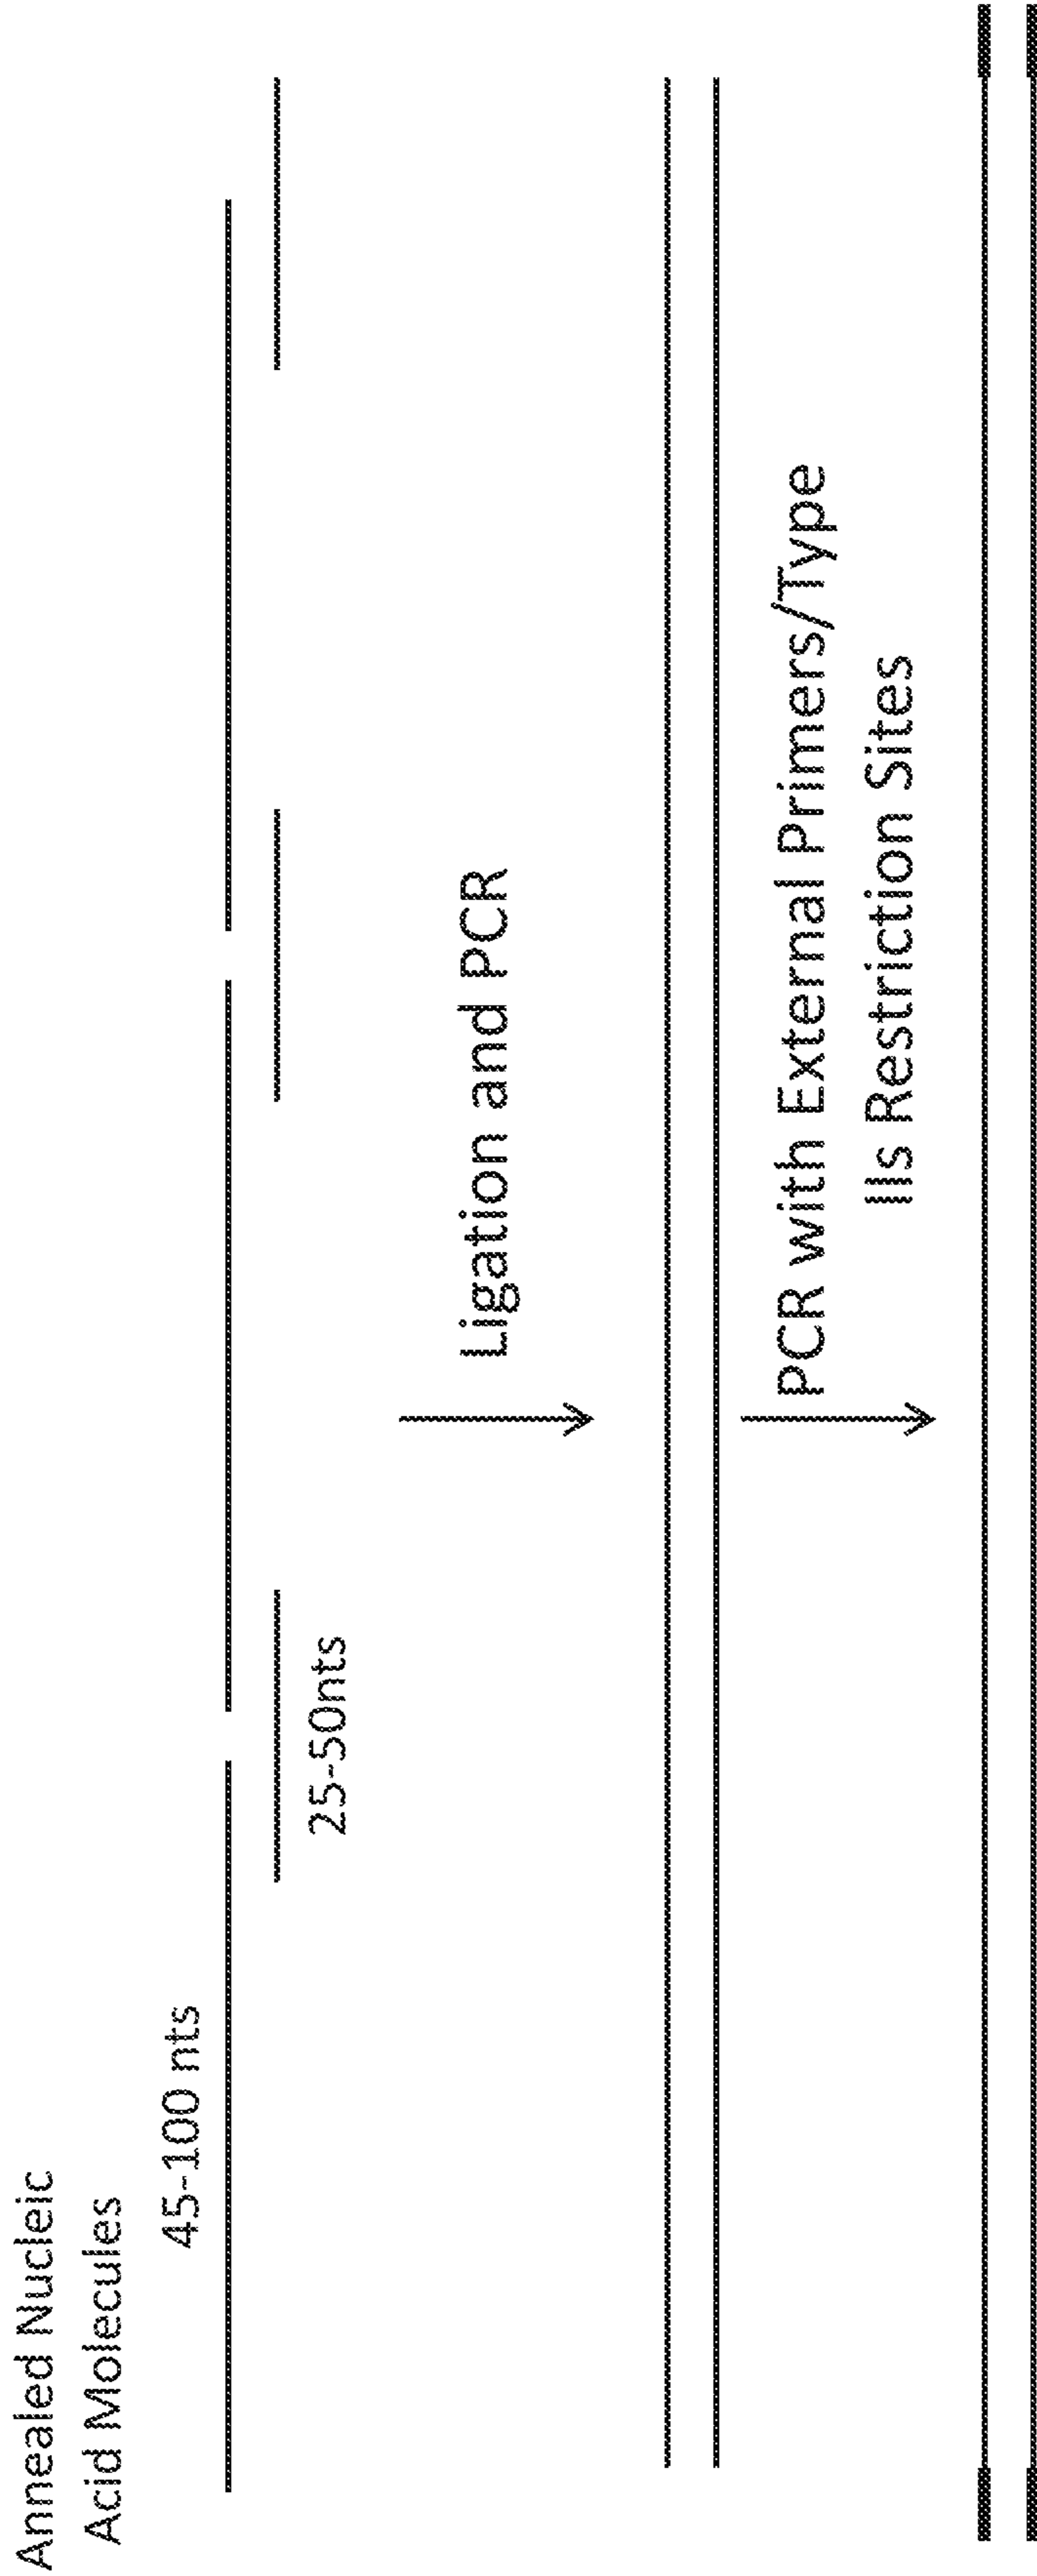 Annealed Nucleic
Acid Molecules
45-100 nts
25-50nts
Ligation and PCR
PCR with External Primers/Type
IIs Restriction Sites